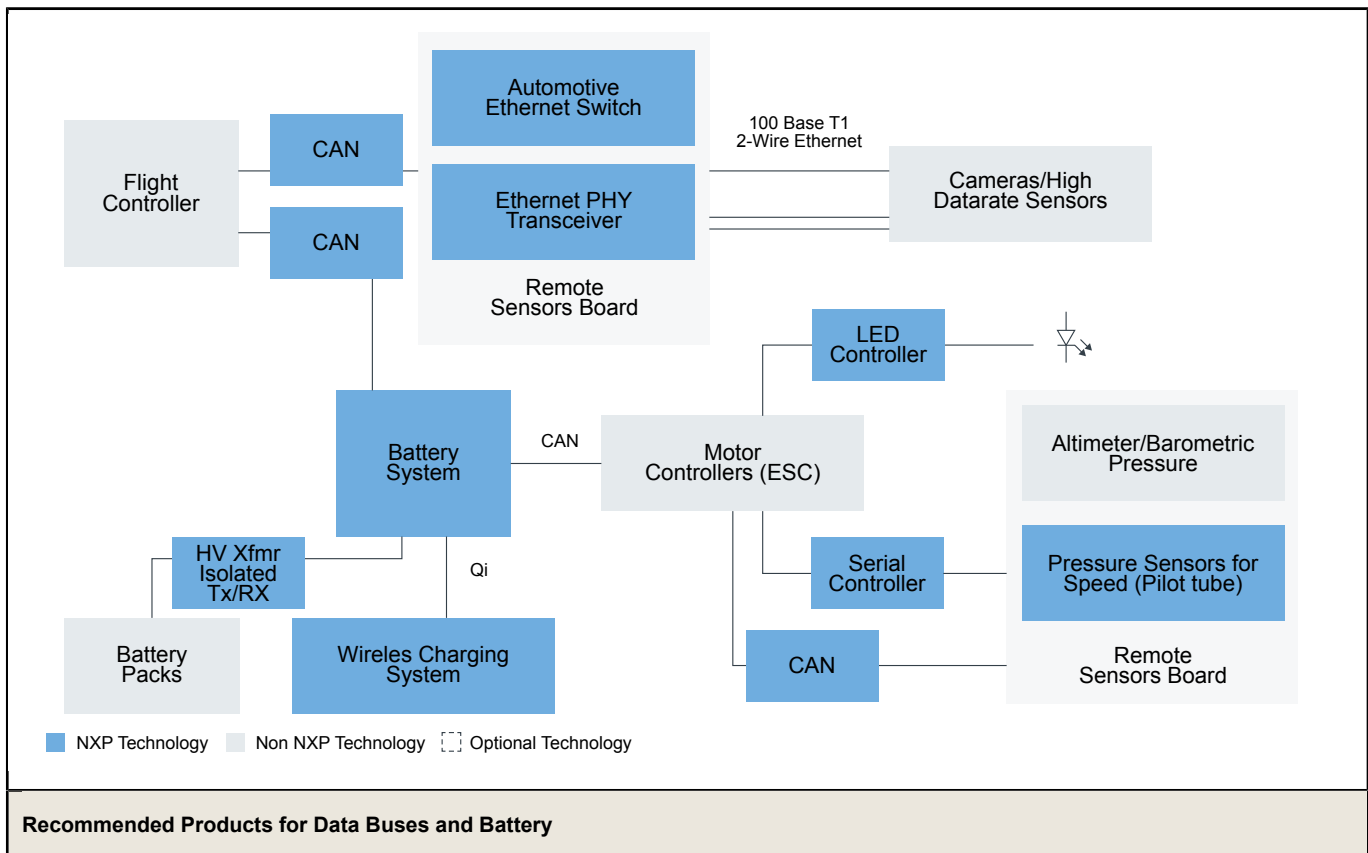 Automotive
Ethernet Switch
100 Base T1
2-Wire Ethernet
CAN
Flight
Controller
Cameras/High
Datarate Sensors
Ethernet PHY
Transceiver
CAN
Remote
Sensors Board
LED
Controller
Altimeter/Barometric
Pressure
Battery
System
CAN
Motor
Controllers (ESC)
HV Xfmr
Isolated
Tx/RX
Qi
Serial
Controller
Pressure Sensors for
Speed (Pilot tube)
Battery
Packs
Wireles Charging
System
CAN
Remote
Sensors Board
NXP Technology
Non NXP Technology
Optional Technology
Recommended Products for Data Buses and Battery